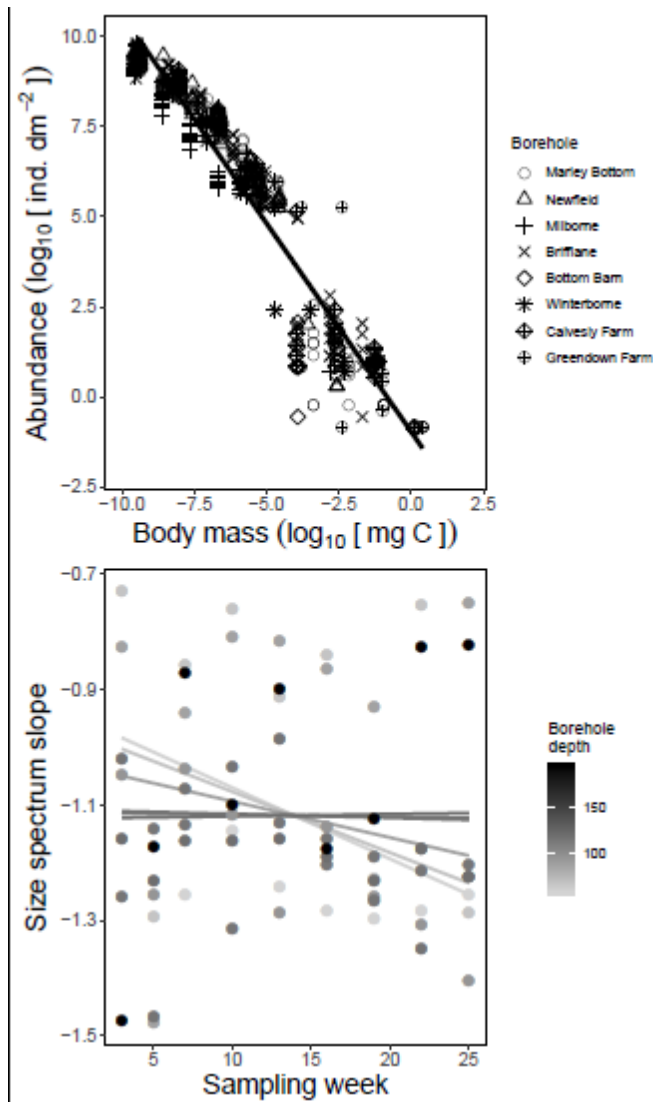 10.0
7.5
5.0
2.5
0.0
−2.5
Abundance (log10 [ ind. dm−2 ])
−10.0 −7.5 −5.0 −2.5 0.0 2.5
Body mass (log10 [ mg C ])
Borehole
Marley Bottom
Newfield
Milborne
Brifflane
Bottom Barn
Winterborne
Calvesly Farm
Greendown Farm
−0.7
−0.9
−1.1
−1.3
−1.5
Size spectrum slope
5 10 15 20 25
Sampling week
Borehole
depth
150
100